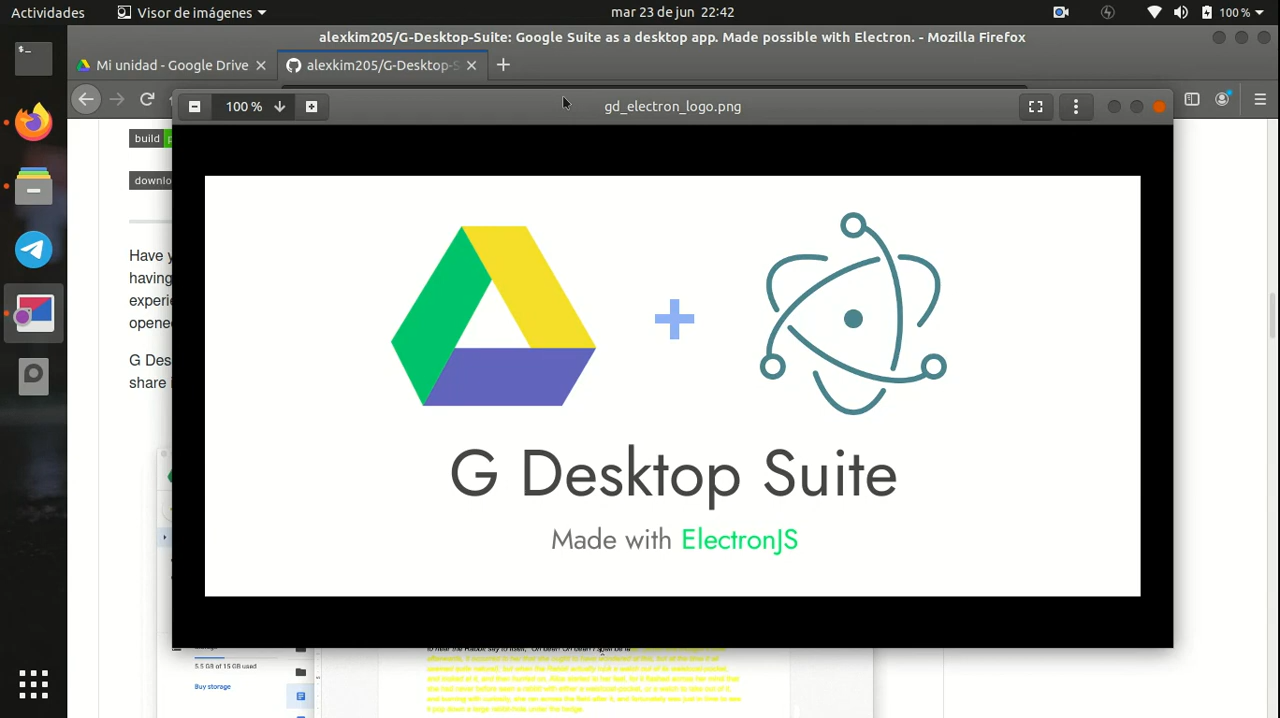 Actividades
Visor de imágenes
mar 23 de jun 22:42
100 %
alexkim205/G-Desktop-Suite: Google Suite as a desktop app. Made possible with Electron. - Mozilla Firefox
Mi unidad - Google Drive
alexkim205/G-Desktop-S
100 %
gd_electron_logo.png
build
downlo
Have y
having
experie
opene
G Des
share i
G Desktop Suite
Made with ElectronJS
5.5 GB of 15 GB used
Buy storage